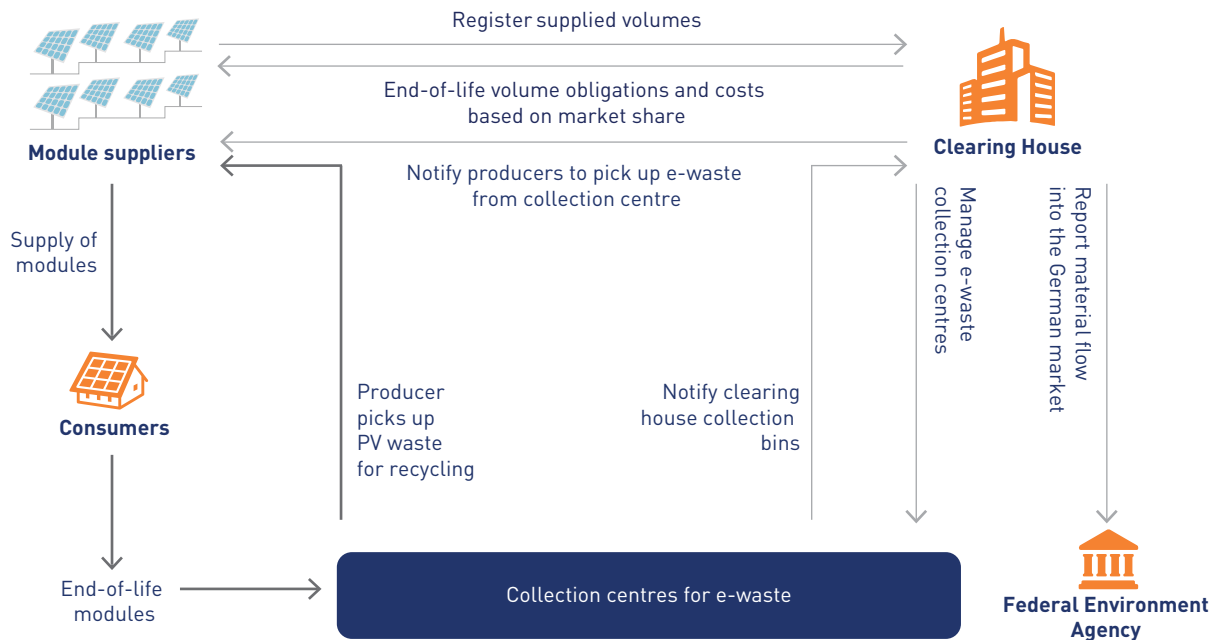 Register supplied volumes
End-of-life volume obligations and costs
based on market share
Module suppliers
Clearing House
Notify producers to pick up e-waste
from collection centre
Manage e-waste
collection centres
Report material flow
into the German market
Supply of
modules
Consumers
Producer
picks up
PV waste
for recycling
Notify clearing
house collection
bins
End-of-life
modules
Collection centres for e-waste
Federal Environment
Agency